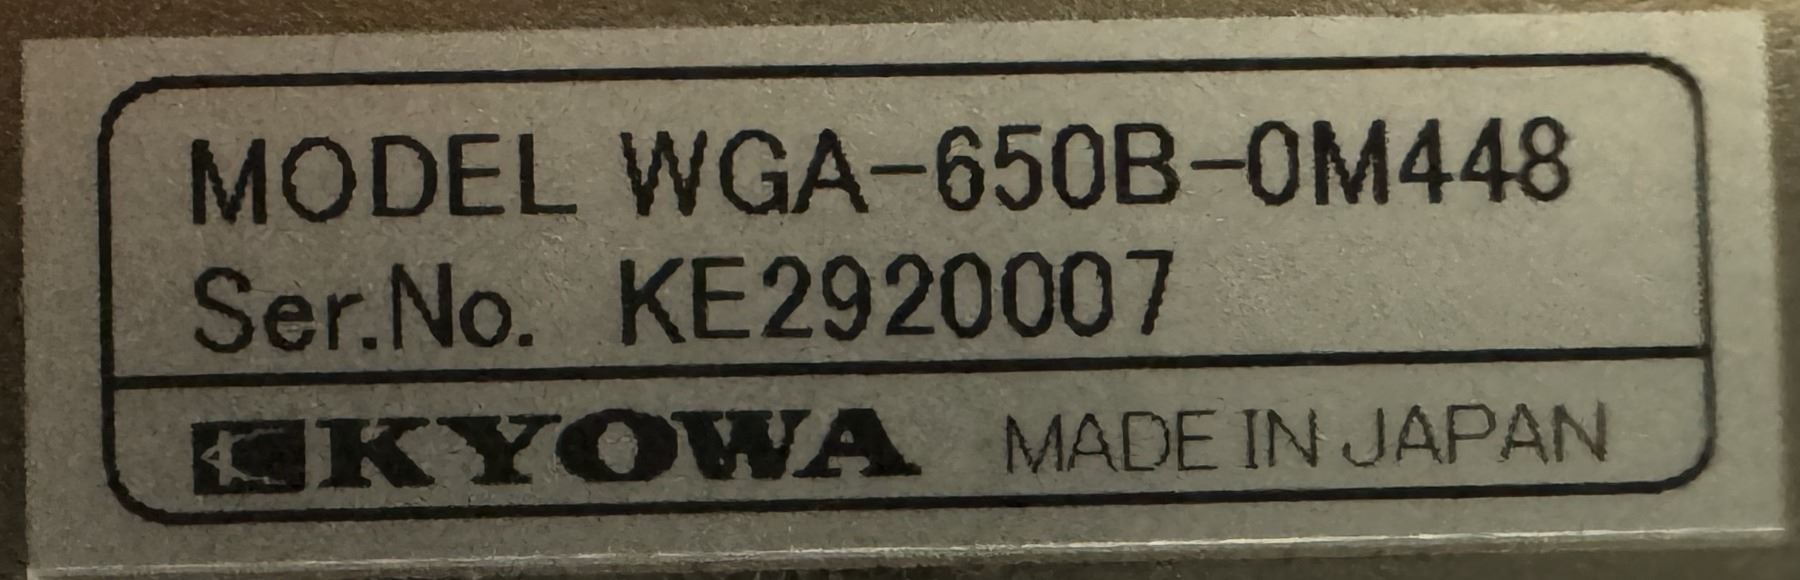 MODEL WGA-650B-0M448
Ser.No. KE2920007
KYOWA MADE IN JAPAN